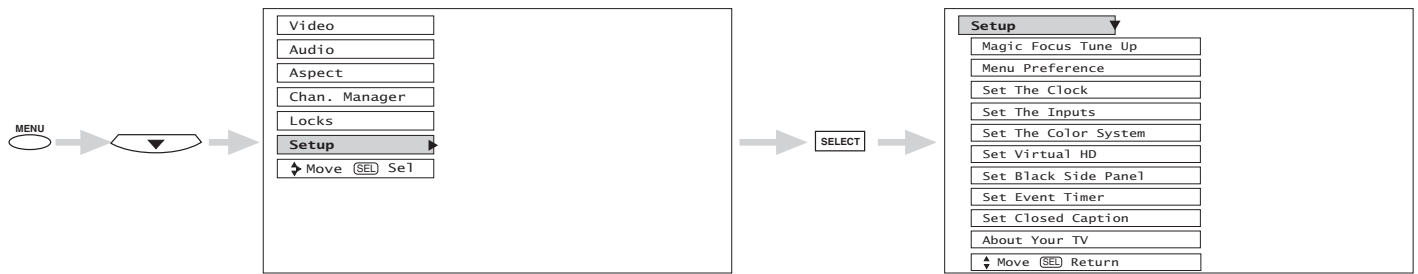 MENU
Video
Audio
Aspect
Chan. Manager
Locks
Setup
Move SEL Sel
SELECT
Setup
Magic Focus Tune Up
Menu Preference
Set The Clock
Set The Inputs
Set The Color System
Set Virtual HD
Set Black Side Panel
Set Event Timer
Set Closed Caption
About Your TV
Move SEL Return